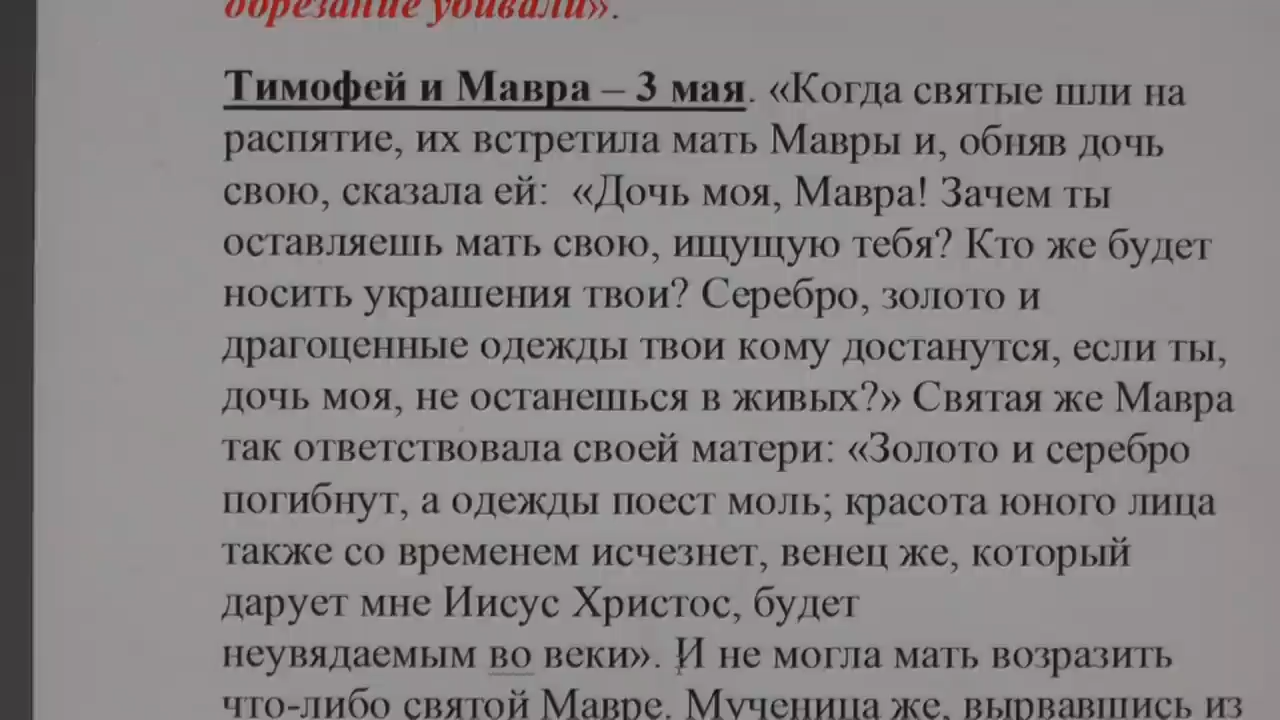 обрезание убивали».
Тимофей и Мавра – 3 мая. «Когда святые шли на
распятие, их встретила мать Мавры и, обняв дочь
свою, сказала ей:  «Дочь моя, Мавра! Зачем ты
оставляешь мать свою, ищущую тебя? Кто же будет
носить украшения твои? Серебро, золото и
драгоценные одежды твои кому достанутся, если ты,
дочь моя, не останешься в живых?» Святая же Мавра
так ответствовала своей матери: «Золото и серебро
погибнут, а одежды поест моль; красота юного лица
также со временем исчезнет, венец же, который
дарует мне Иисус Христос, будет
неувядаемым во веки». И не могла мать возразить
что-либо святой Мавре. Мученица же, вырвавшись из